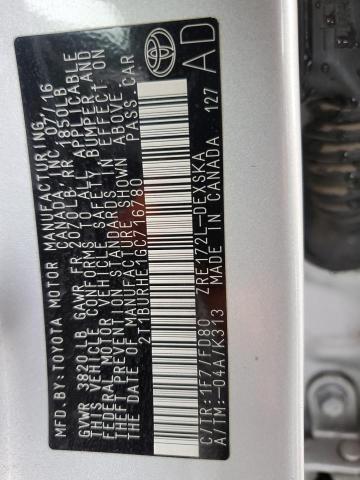 MFD. BY: TOYOTA MOTOR MANUFACTURING,
CANADA, INC. 07/16
GVWR 3820LB GAWR FR 2070LB RR 1850LB
THIS VEHICLE CONFORMS TO ALL APPLICABLE
FEDERAL MOTOR VEHICLE SAFETY BUMPER AND
THEFT PREVENTION STANDARDS IN EFFECT ON
THE DATE OF MANUFACTURE SHOWN ABOVE.
2T1BURHE1GC716780 PASS. CAR
C/TR: 1F7/FD80 ZRE172L-DEXSKA
A/TM: -04A/K313 MADE IN CANADA 127
AD